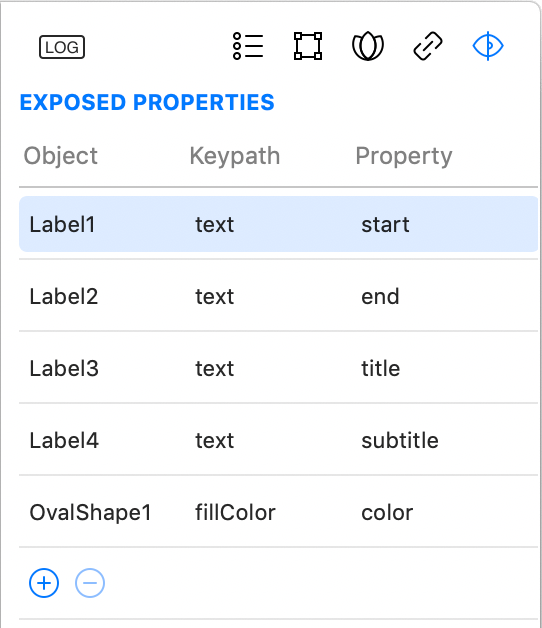 LOG
EXPOSED PROPERTIES
Object Keypath Property
Label1 text start
Label2 text end
Label3 text title
Label4 text subtitle
OvalShape1 fillColor color